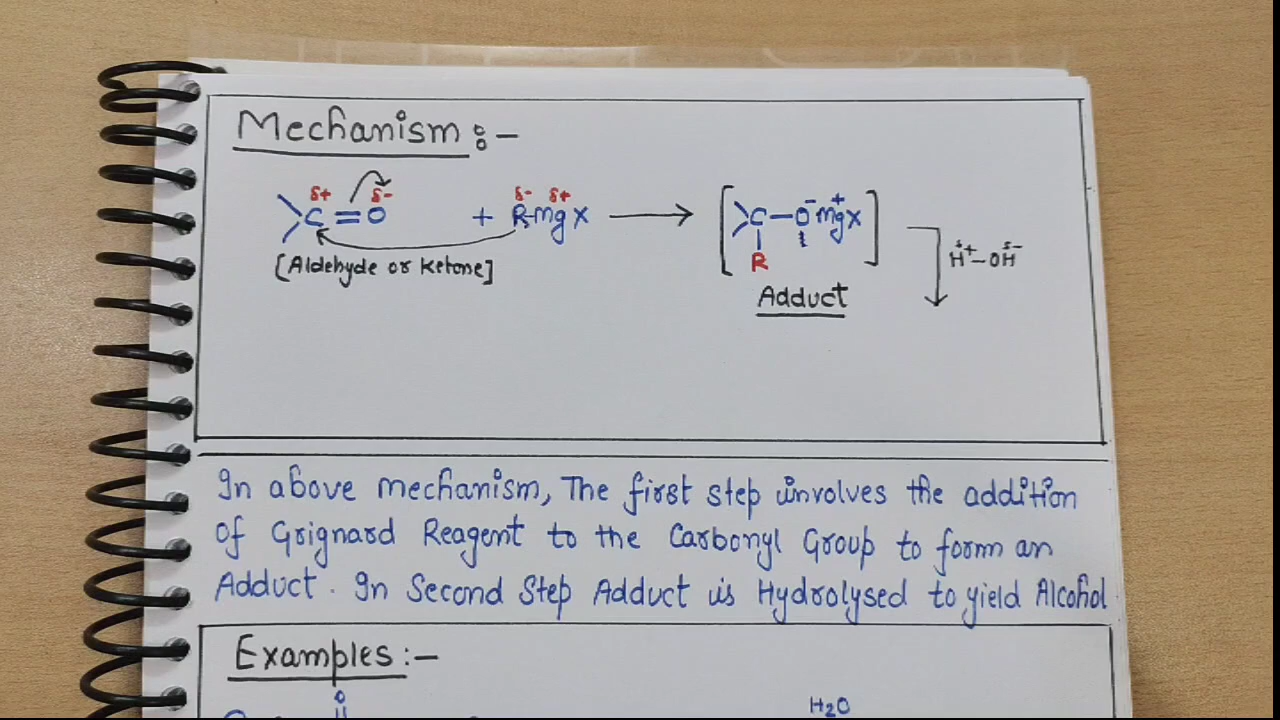 Mechanism :-
δ+ δ- δ- δ+
>C=O + R-mgx → [>C-O⁻ mg⁺x]
R
H^δ+-OH^δ-
[Aldehyde or Ketone]
Adduct
In above mechanism, The first step involves the addition
of Grignard Reagent to the Carbonyl Group to form an
Adduct. In Second Step Adduct is Hydrolysed to yield Alcohol
Examples :-
O
H₂O